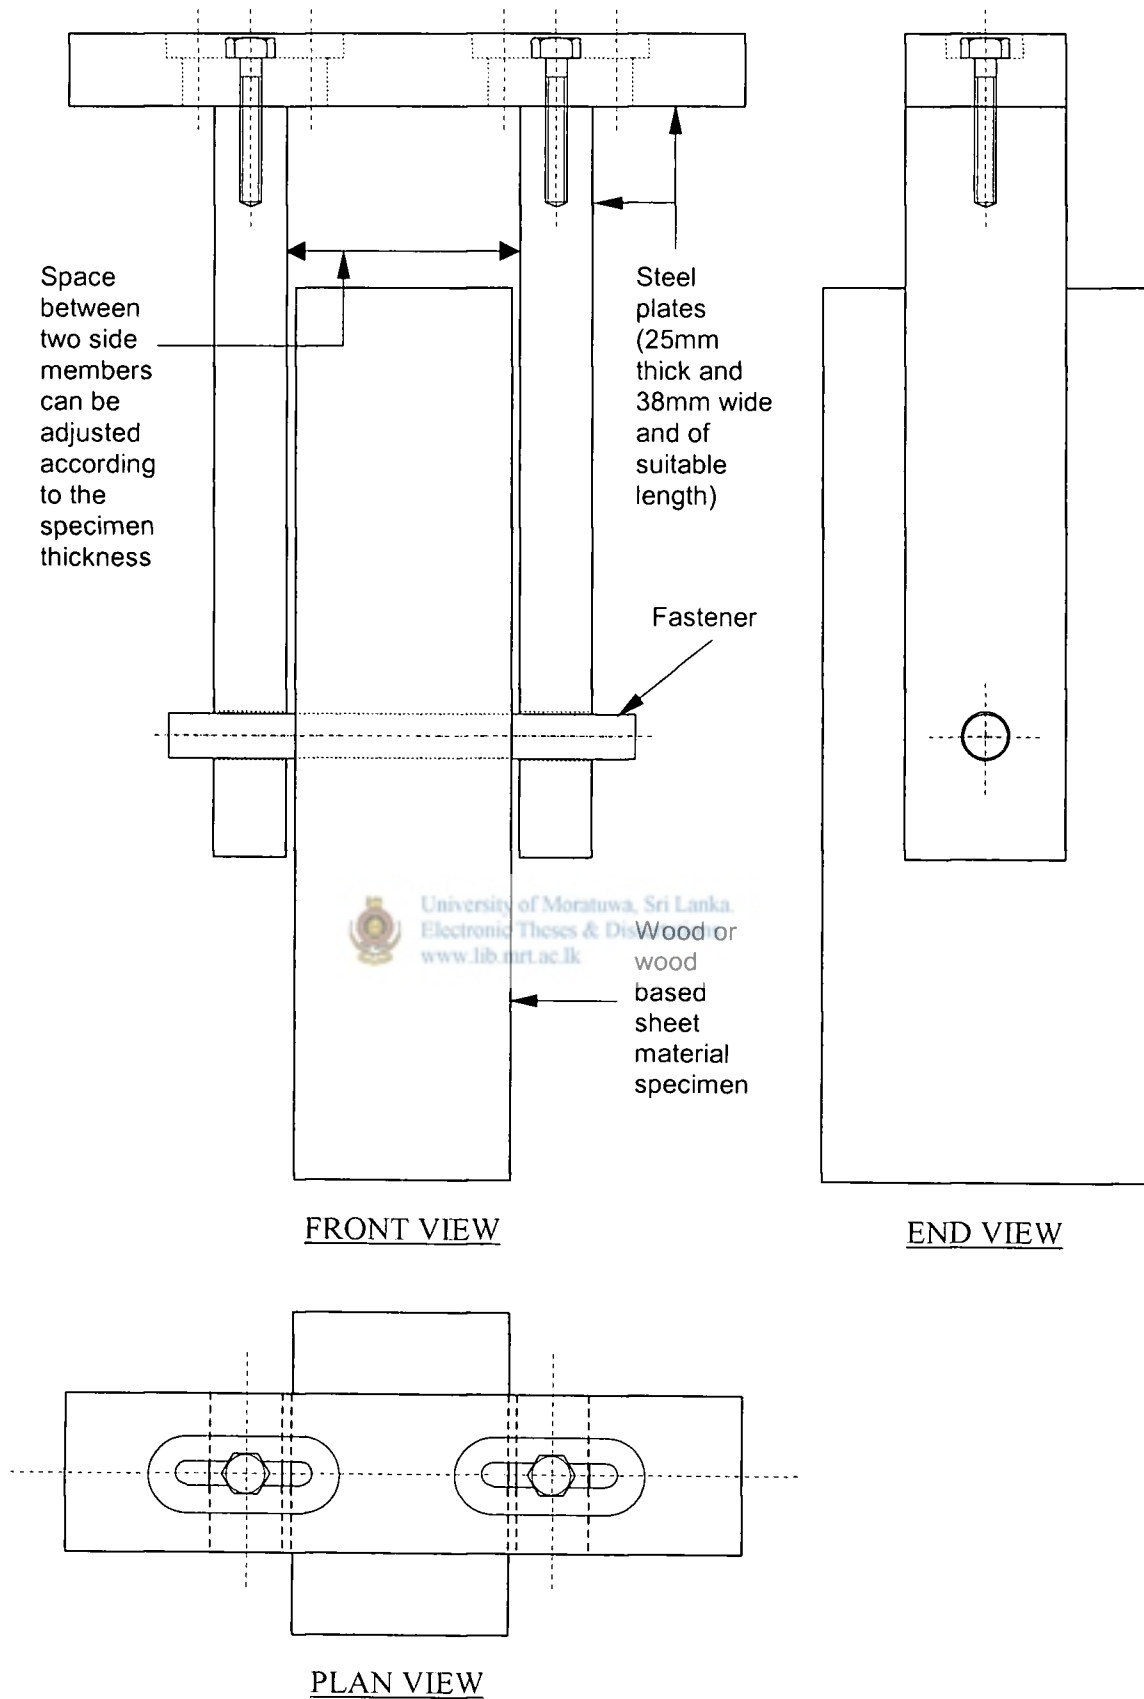 Space
between
two side
members
can be
adjusted
according
to the
specimen
thickness
Steel
plates
(25mm
thick and
38mm wide
and of
suitable
length)
Fastener
University of Moratuwa, Sri Lanka.
Electronic Theses & Dissertations
www.lib.mrt.ac.lk
Wood or
wood
based
sheet
material
specimen
FRONT VIEW
END VIEW
PLAN VIEW